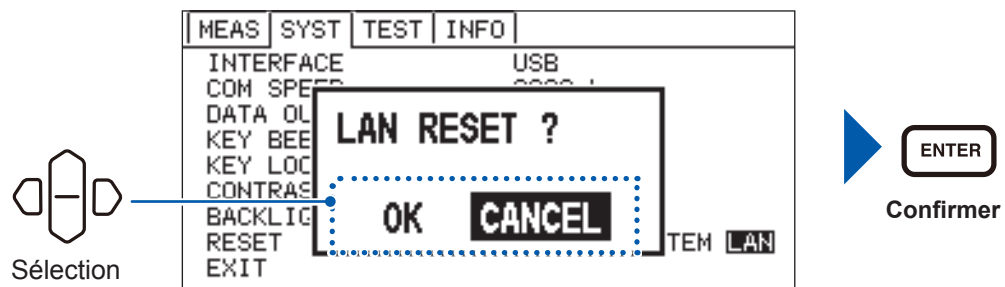 MEAS SYST TEST INFO
INTERFACE USB
COM SPEED
DATA OU
KEY BEE
KEY LOC
CONTRAS
BACKLIG
RESET TEM LAN
EXIT
LAN RESET ?
OK CANCEL
Sélection
ENTER
Confirmer